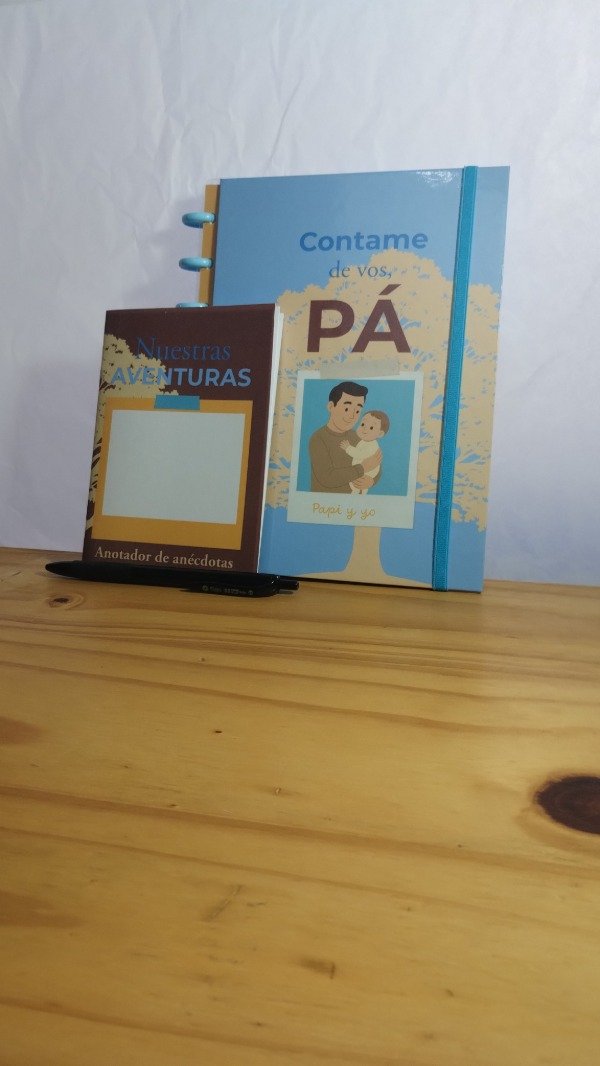 Contame
de vos,
PÁ
Papi y yo
Nuestras
AVENTURAS
Anotador de anécdotas